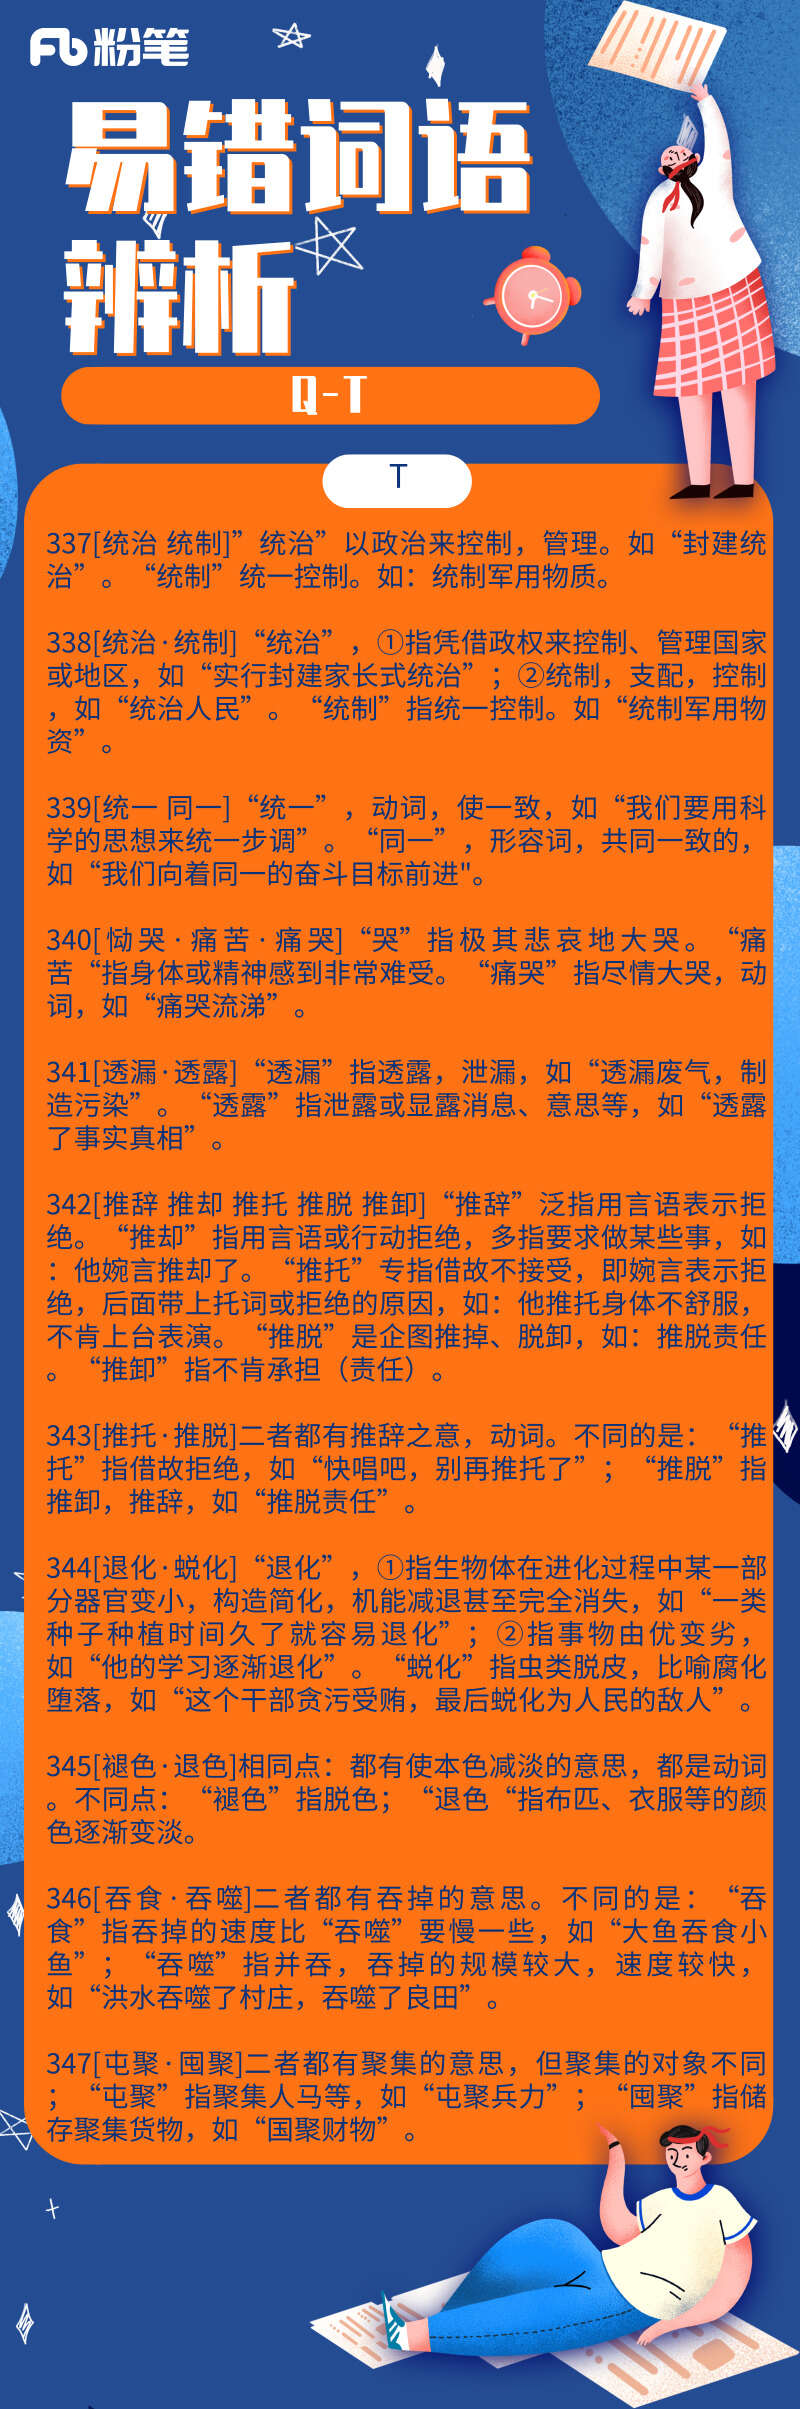 粉笔
易错词语
辨析
Q-T
T
337[统治 统制]”统治”以政治来控制，管理。如“封建统
治”。“统制”统一控制。如：统制军用物质。
338[统治·统制]“统治”，①指凭借政权来控制、管理国家
或地区，如“实行封建家长式统治”；②统制，支配，控制
，如“统治人民”。“统制”指统一控制。如“统制军用物
资”。
339[统一 同一]“统一”，动词，使一致，如“我们要用科
学的思想来统一步调”。“同一”，形容词，共同一致的，
如“我们向着同一的奋斗目标前进"。
340[恸哭·痛苦·痛哭]“哭”指极其悲哀地大哭。“痛
苦“指身体或精神感到非常难受。“痛哭”指尽情大哭，动
词，如“痛哭流涕”。
341[透漏·透露]“透漏”指透露，泄漏，如“透漏废气，制
造污染”。“透露”指泄露或显露消息、意思等，如“透露
了事实真相”。
342[推辞 推却 推托 推脱 推卸]“推辞”泛指用言语表示拒
绝。“推却”指用言语或行动拒绝，多指要求做某些事，如
：他婉言推却了。“推托”专指借故不接受，即婉言表示拒
绝，后面带上托词或拒绝的原因，如：他推托身体不舒服，
不肯上台表演。“推脱”是企图推掉、脱卸，如：推脱责任
。“推卸”指不肯承担（责任）。
343[推托·推脱]二者都有推辞之意，动词。不同的是：“推
托”指借故拒绝，如“快唱吧，别再推托了”；“推脱”指
推卸，推辞，如“推脱责任”。
344[退化·蜕化]“退化”，①指生物体在进化过程中某一部
分器官变小，构造简化，机能减退甚至完全消失，如“一类
种子种植时间久了就容易退化”；②指事物由优变劣，
如“他的学习逐渐退化”。“蜕化”指虫类脱皮，比喻腐化
堕落，如“这个干部贪污受贿，最后蜕化为人民的敌人”。
345[褪色·退色]相同点：都有使本色减淡的意思，都是动词
。不同点：“褪色”指脱色；“退色“指布匹、衣服等的颜
色逐渐变淡。
346[吞食·吞噬]二者都有吞掉的意思。不同的是：“吞
食”指吞掉的速度比“吞噬”要慢一些，如“大鱼吞食小
鱼”；“吞噬”指并吞，吞掉的规模较大，速度较快，
如“洪水吞噬了村庄，吞噬了良田”。
347[屯聚·囤聚]二者都有聚集的意思，但聚集的对象不同
；“屯聚”指聚集人马等，如“屯聚兵力”；“囤聚”指储
存聚集货物，如“国聚财物”。